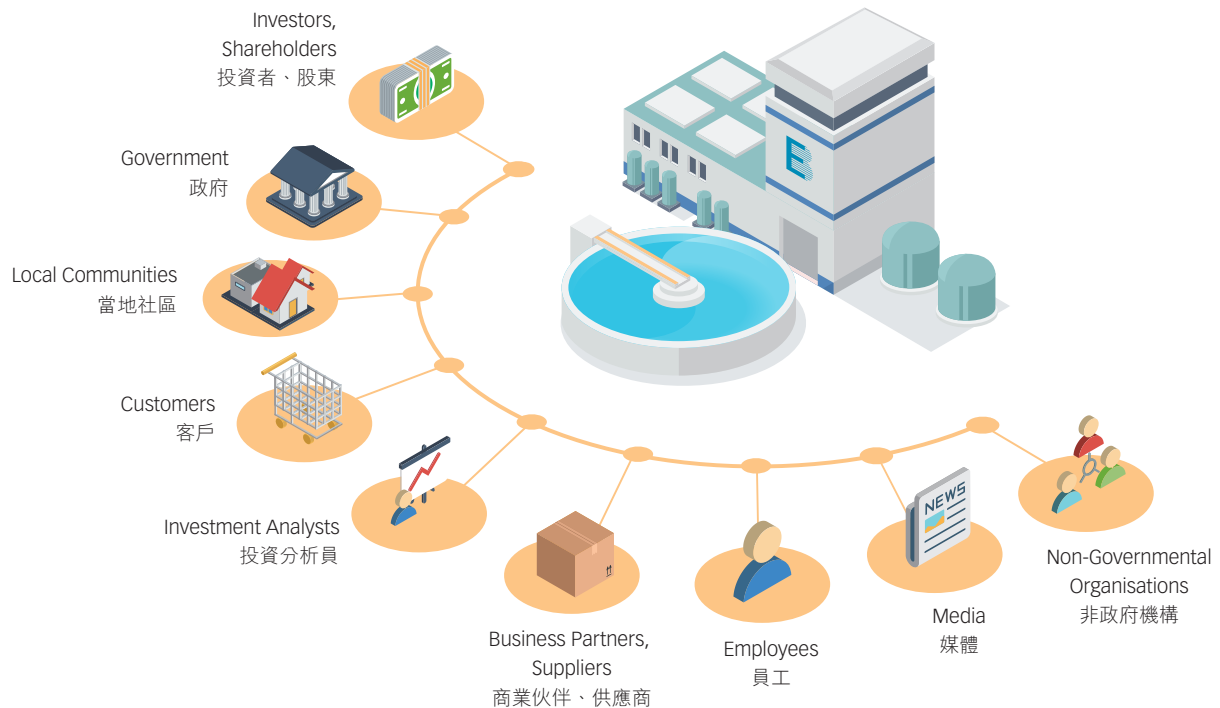 Investors,
Shareholders
投資者、股東
Government
政府
Local Communities
當地社區
Customers
客戶
Investment Analysts
投資分析員
Business Partners,
Suppliers
商業伙伴、供應商
Employees
員工
NEWS
Media
媒體
Non-Governmental
Organisations
非政府機構